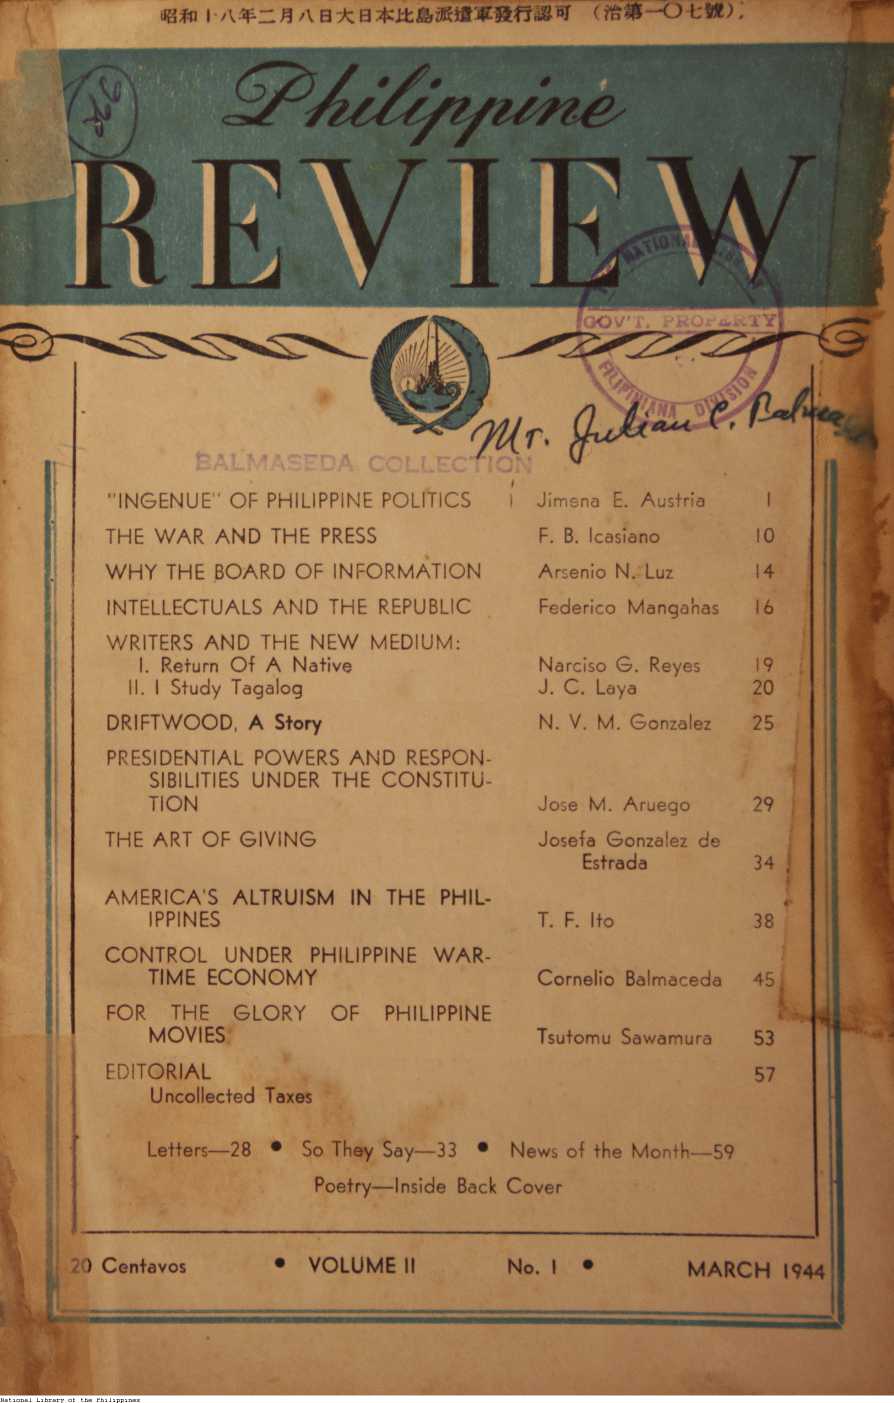 昭和十八年二月八日大日本比島派遣軍發行認可 (治第一〇七號).
Philippine
REVIEW
THE NATIONAL LIBRARY
GOV'T. PROPERTY
FILIPINIANA DIVISION
Mr. Julian C. Balmaseda
BALMASEDA COLLECTION
"INGENUE" OF PHILIPPINE POLITICS Jimena E. Austria 1
THE WAR AND THE PRESS F. B. Icasiano 10
WHY THE BOARD OF INFORMATION Arsenio N. Luz 14
INTELLECTUALS AND THE REPUBLIC Federico Mangahas 16
WRITERS AND THE NEW MEDIUM:
I. Return Of A Native Narciso G. Reyes 19
II. I Study Tagalog J. C. Laya 20
DRIFTWOOD, A Story N. V. M. Gonzalez 25
PRESIDENTIAL POWERS AND RESPON-
SIBILITIES UNDER THE CONSTITU-
TION Jose M. Aruego 29
THE ART OF GIVING Josefa Gonzalez de
Estrada 34
AMERICA'S ALTRUISM IN THE PHIL-
IPPINES T. F. Ito 38
CONTROL UNDER PHILIPPINE WAR-
TIME ECONOMY Cornelio Balmaceda 45
FOR THE GLORY OF PHILIPPINE
MOVIES Tsutomu Sawamura 53
EDITORIAL 57
Uncollected Taxes
Letters—28 • So They Say—33 • News of the Month—59
Poetry—Inside Back Cover
20 Centavos • VOLUME II No. 1 • MARCH 1944
National Library of the Philippines